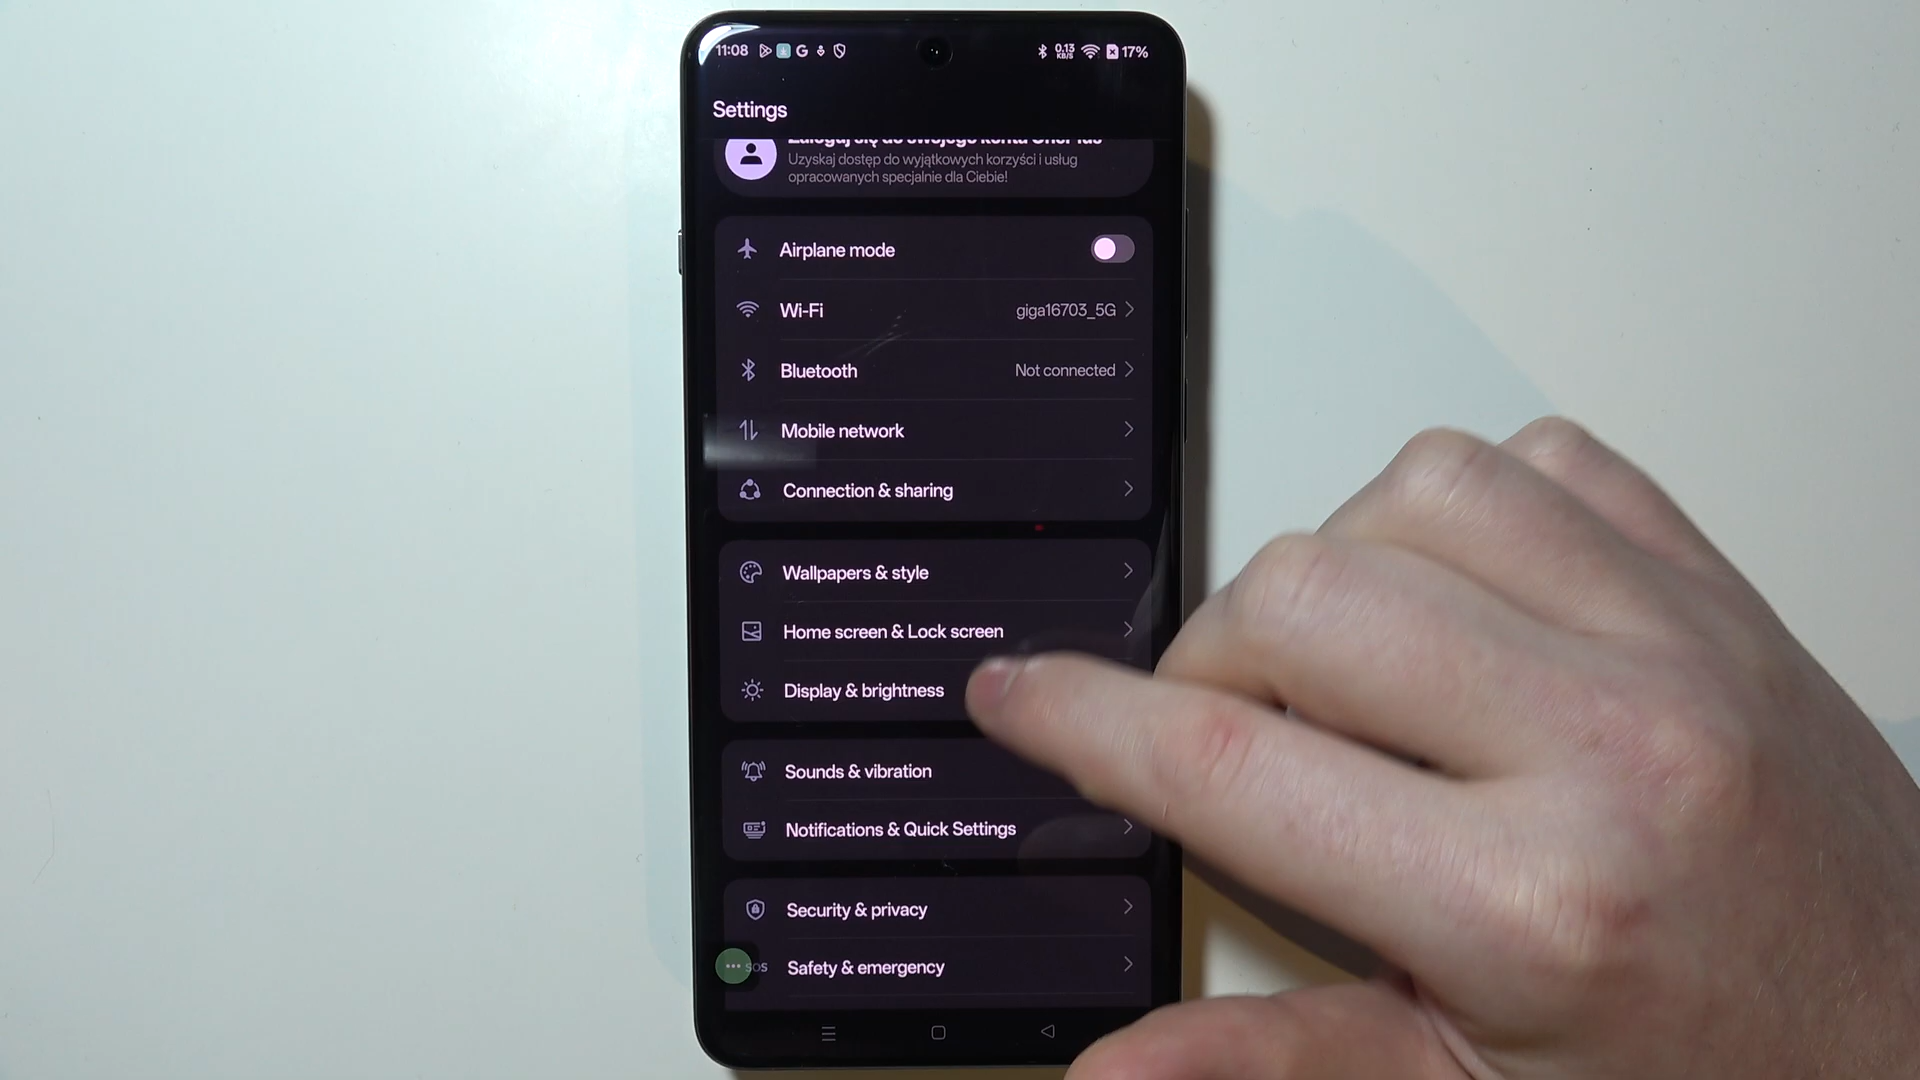 11:08 G 0.13 KB/S 17%
Settings
Zaloguj się do swojego konta OnePlus
Uzyskaj dostęp do wyjątkowych korzyści i usług
opracowanych specjalnie dla Ciebie!
Airplane mode
Wi-Fi giga16703_5G
Bluetooth Not connected
Mobile network
Connection & sharing
Wallpapers & style
Home screen & Lock screen
Display & brightness
Sounds & vibration
Notifications & Quick Settings
Security & privacy
SOS Safety & emergency